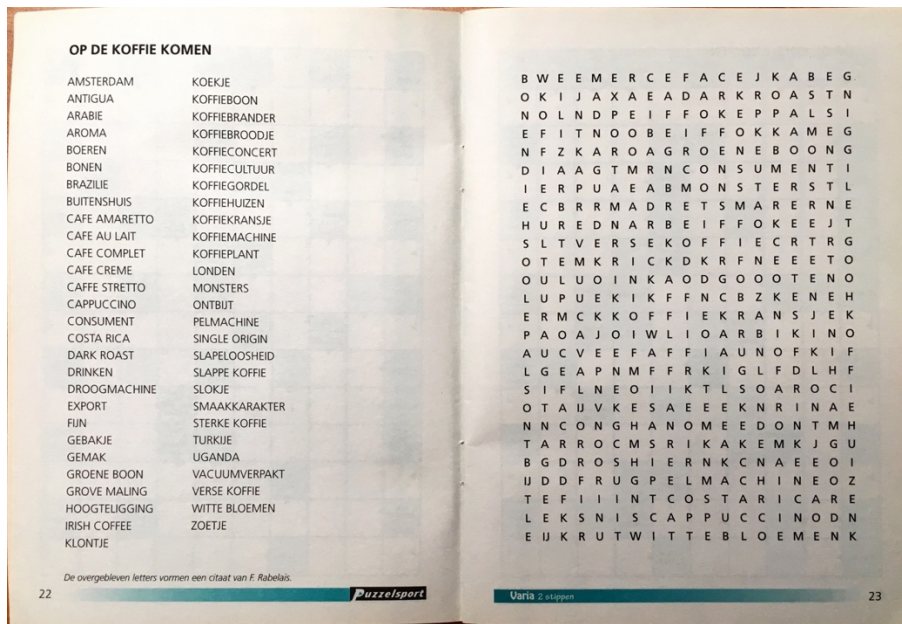 OP DE KOFFIE KOMEN
AMSTERDAM
ANTIGUA
ARABIE
AROMA
BOEREN
BONEN
BRAZILIE
BUITENSHUIS
CAFE AMARETTO
CAFE AU LAIT
CAFE COMPLET
CAFE CREME
CAFFE STRETTO
CAPPUCCINO
CONSUMENT
COSTA RICA
DARK ROAST
DRINKEN
DROOGMACHINE
EXPORT
FIJN
GEBAKJE
GEMAK
GROENE BOON
GROVE MALING
HOOGTELIGGING
IRISH COFFEE
KLONTJE
KOEKJE
KOFFIEBOON
KOFFIEBRANDER
KOFFIEBROODJE
KOFFIECONCERT
KOFFIECULTUUR
KOFFIEGORDEL
KOFFIEHUIZEN
KOFFIEKRANSJE
KOFFIEMACHINE
KOFFIEPLANT
LONDEN
MONSTERS
ONTBIJT
PELMACHINE
SINGLE ORIGIN
SLAPELOOSHEID
SLAPPE KOFFIE
SLOKJE
SMAAKKARAKTER
STERKE KOFFIE
TURKIJE
UGANDA
VACUUMVERPAKT
VERSE KOFFIE
WITTE BLOEMEN
ZOETJE
De overgebleven letters vormen een citaat van F. Rabelais.
22
Puzzelsport
B W E E M E R C E F A C E J K A B E G
O K I J A X A E A D A R K R O A S T N
N O L N D P E I F F O K E P P A L S I
E F I T N O O B E I F F O K K A M E G
N F Z K A R O A G R O E N E B O O N G
D I A A G T M R N C O N S U M E N T I
I E R P U A E A B M O N S T E R S T L
E C B R R M A D R E T S M A R E R N E
H U R E D N A R B E I F F O K E E J T
S L T V E R S E K O F F I E C R T R G
O T E M K R I C K D K R F N E E E T O
O U L U O I N K A O D G O O O T E N O
L U P U E K I K F F N C B Z K E N E H
E R M C K K O F F I E K R A N S J E K
P A O A J O I W L I O A R B I K I N O
A U C V E E F A F F I A U N O F K I F
L G E A P N M F F R K I G L F D L H F
S I F L N E O I I K T L S O A R O C I
O T A IJ V K E S A E E E K N R I N A E
N N C O N G H A N O M E E D O N T M H
T A R R O C M S R I K A K E M K J G U
B G D R O S H I E R N K C N A E E O I
IJ D D F R U G P E L M A C H I N E O Z
T E F I I I N T C O S T A R I C A R E
L E K S N I S C A P P U C C I N O D N
E IJ K R U T W I T T E B L O E M E N K
Varia 2 stippen
23